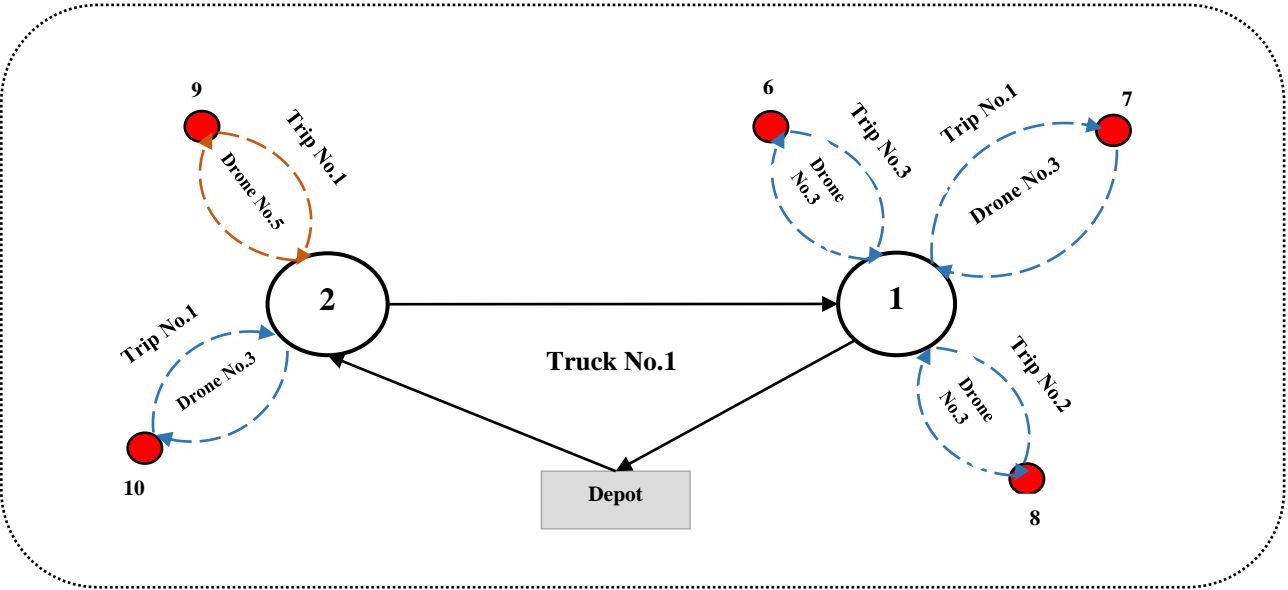 9
Trip No.1
Drone No.5
6
Trip No.3
Drone
No.3
Trip No.1
7
Drone No.3
2
1
Trip No.1
Drone No.3
10
Truck No.1
Trip No.2
Drone
No.3
8
Depot